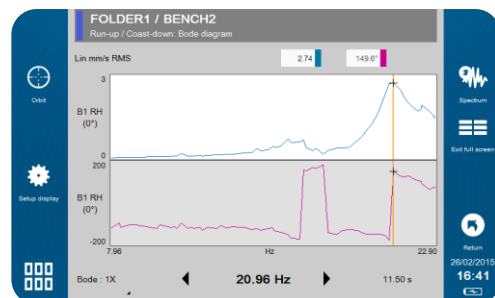 FOLDER1 / BENCH2
Run-up / Coast-down: Bode diagram
Lin mm/s RMS
2.74
149.6°
3
B1 RH
(0°)
0
200
B1 RH
(0°)
-200
7.96
Hz
22.90
Bode : 1X
20.96 Hz
11.50 s
Orbit
Setup display
Spectrum
Exit full screen
Return
26/02/2015
16:41